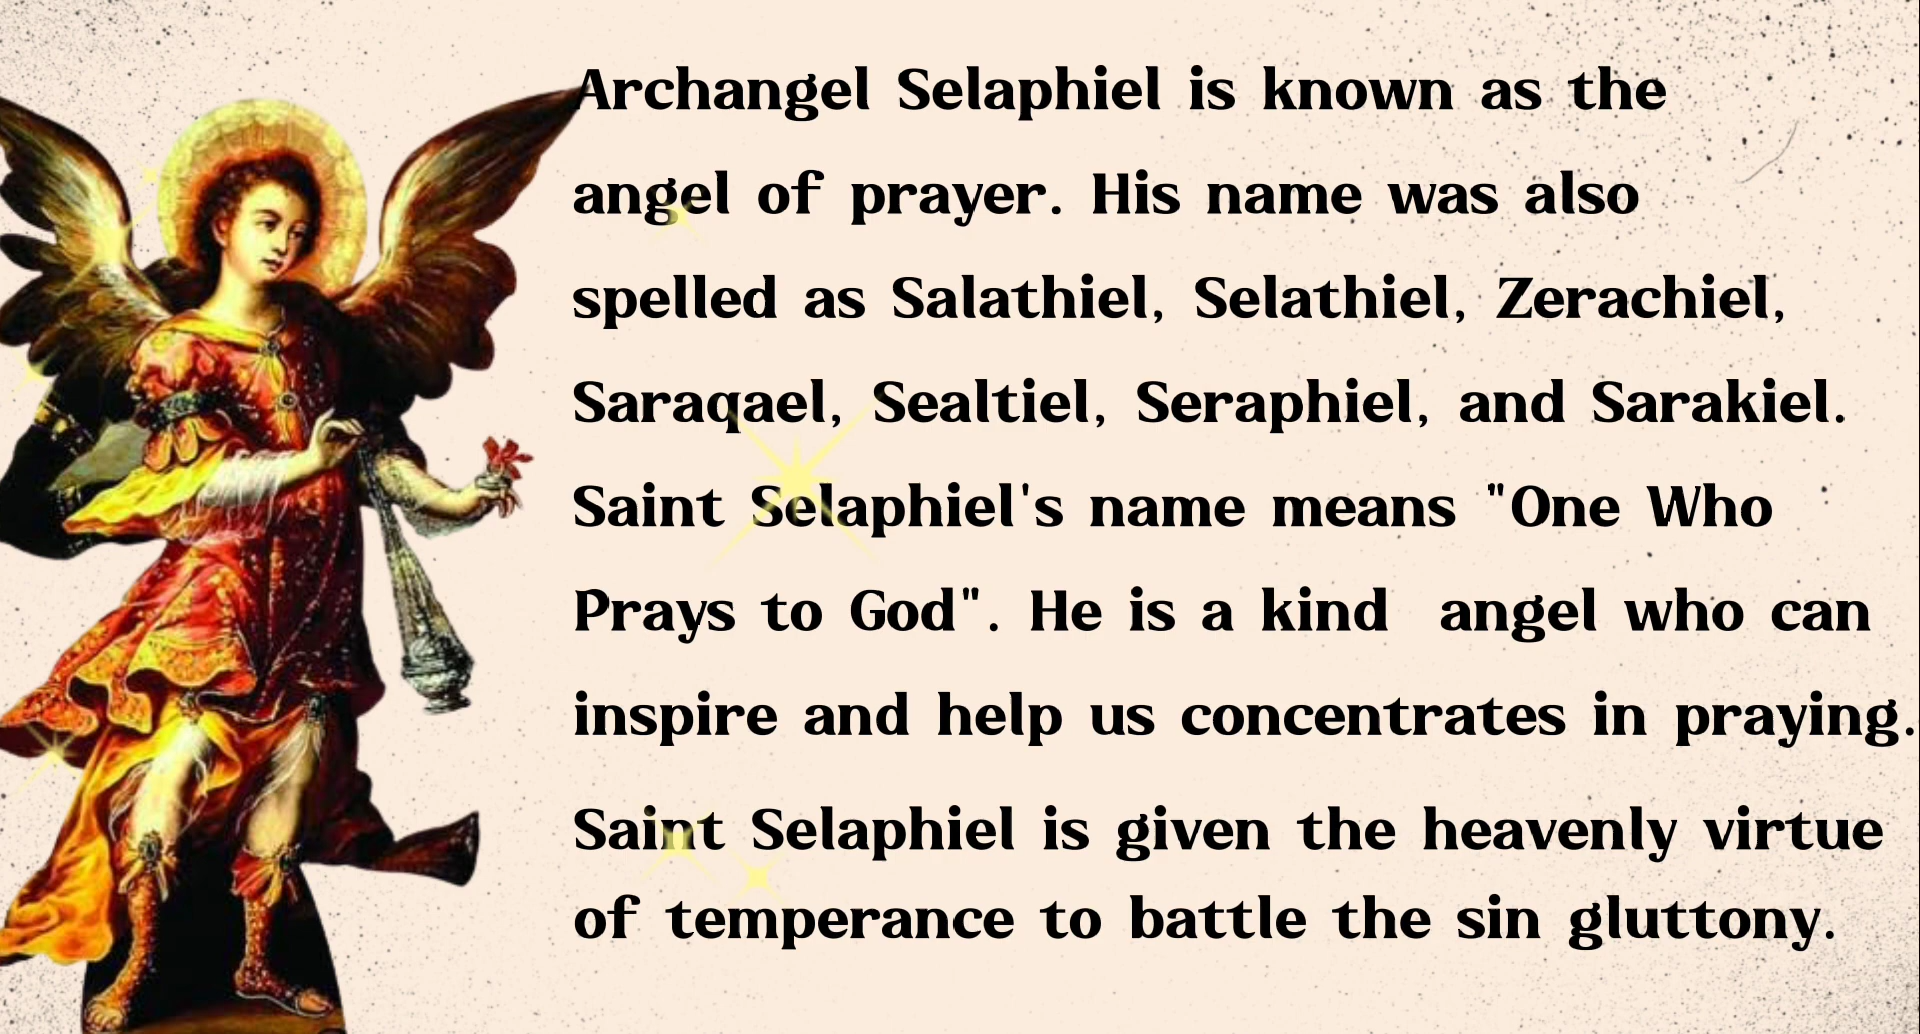 Archangel Selaphiel is known as the
angel of prayer. His name was also
spelled as Salathiel, Selathiel, Zerachiel,
Saraqael, Sealtiel, Seraphiel, and Sarakiel.
Saint Selaphiel's name means "One Who
Prays to God". He is a kind  angel who can
inspire and help us concentrates in praying.
Saint Selaphiel is given the heavenly virtue
of temperance to battle the sin gluttony.